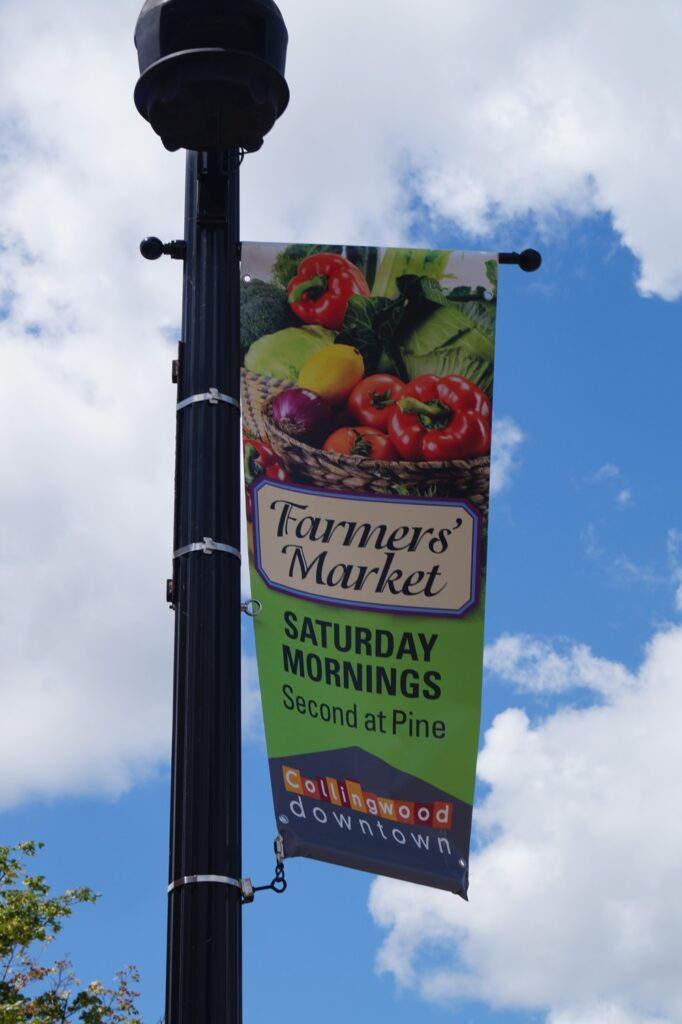 Farmers'
Market
SATURDAY
MORNINGS
Second at Pine
Collingwood
downtown